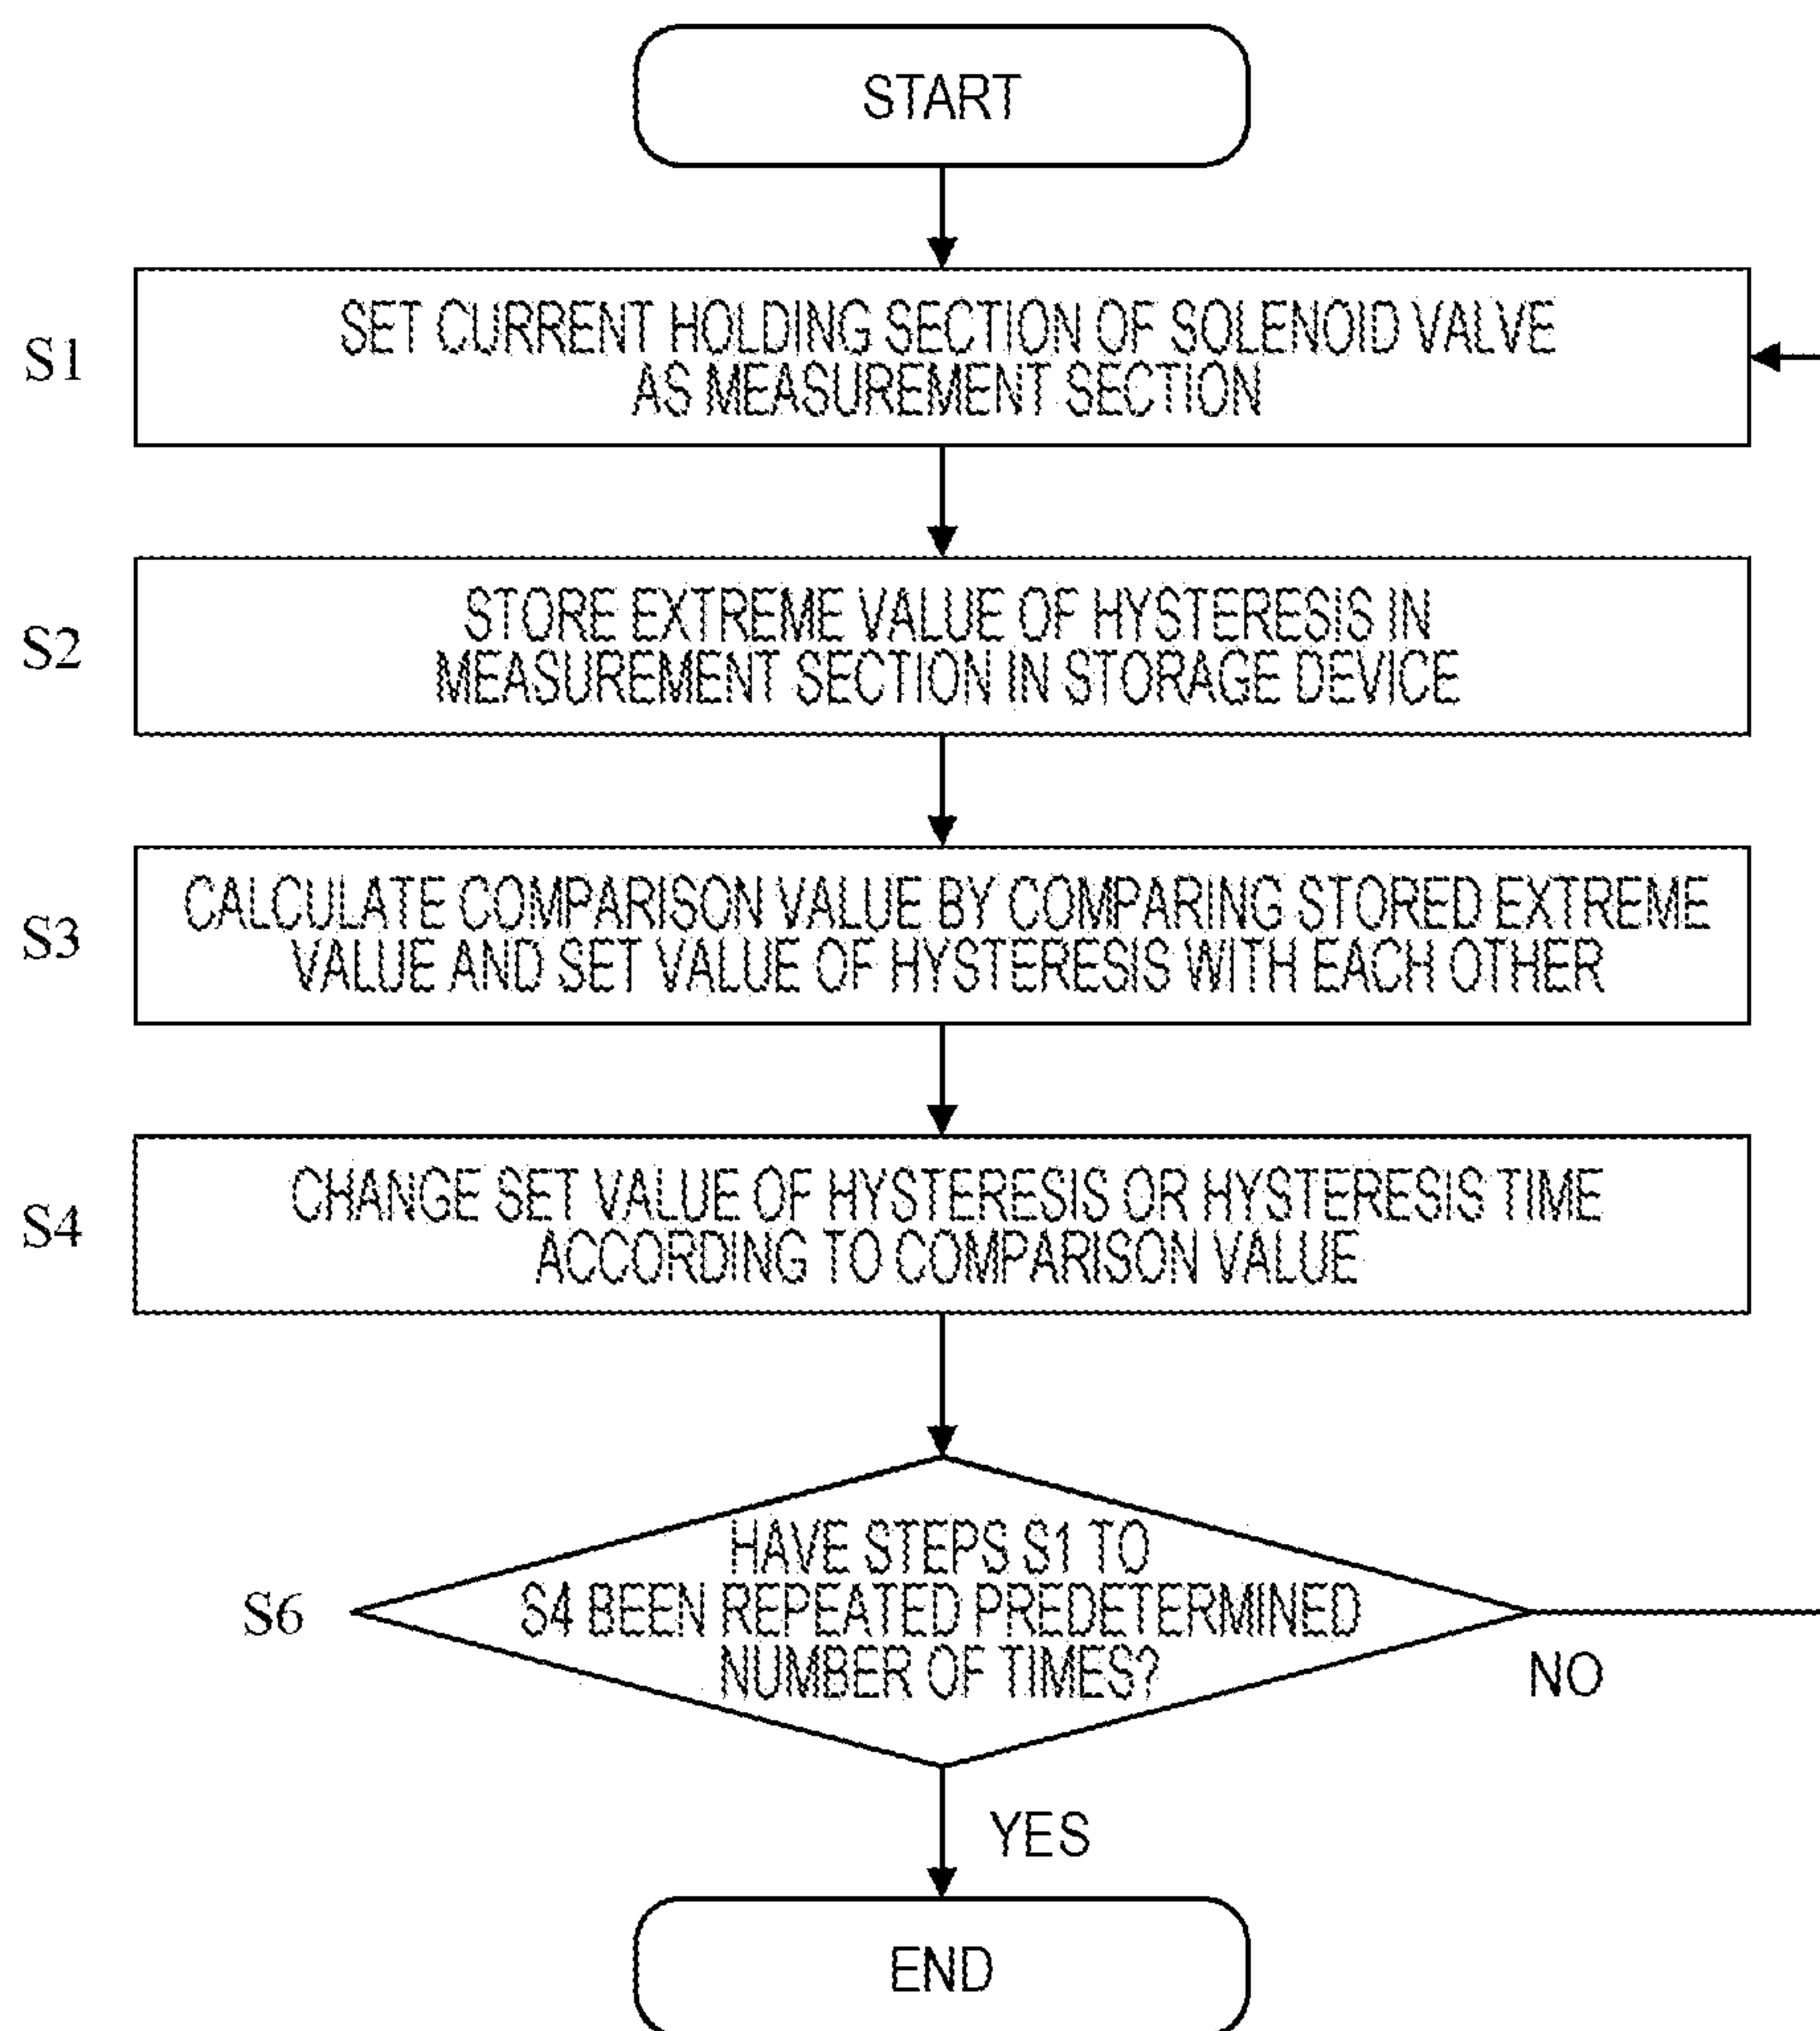 START
S1
SET CURRENT HOLDING SECTION OF SOLENOID VALVE
AS MEASUREMENT SECTION
S2
STORE EXTREME VALUE OF HYSTERESIS IN
MEASUREMENT SECTION IN STORAGE DEVICE
S3
CALCULATE COMPARISON VALUE BY COMPARING STORED EXTREME
VALUE AND SET VALUE OF HYSTERESIS WITH EACH OTHER
S4
CHANGE SET VALUE OF HYSTERESIS OR HYSTERESIS TIME
ACCORDING TO COMPARISON VALUE
S6
HAVE STEPS S1 TO
S4 BEEN REPEATED PREDETERMINED
NUMBER OF TIMES?
NO
YES
END